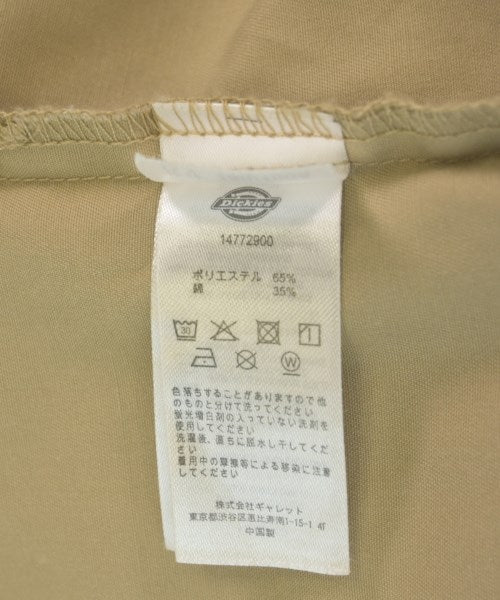 Dickies
14772900
ポリエステル 65%
綿 35%
30
W
色落ちすることがありますので他
のものと分けて洗ってください
蛍光増白剤の入っていない洗剤を
使用してください
洗濯後、直ちに脱水し干してくだ
さい
着用中の摩擦等による移染に注意
してください
株式会社ギャレット
東京都渋谷区恵比寿南1-15-1 4F
中国製